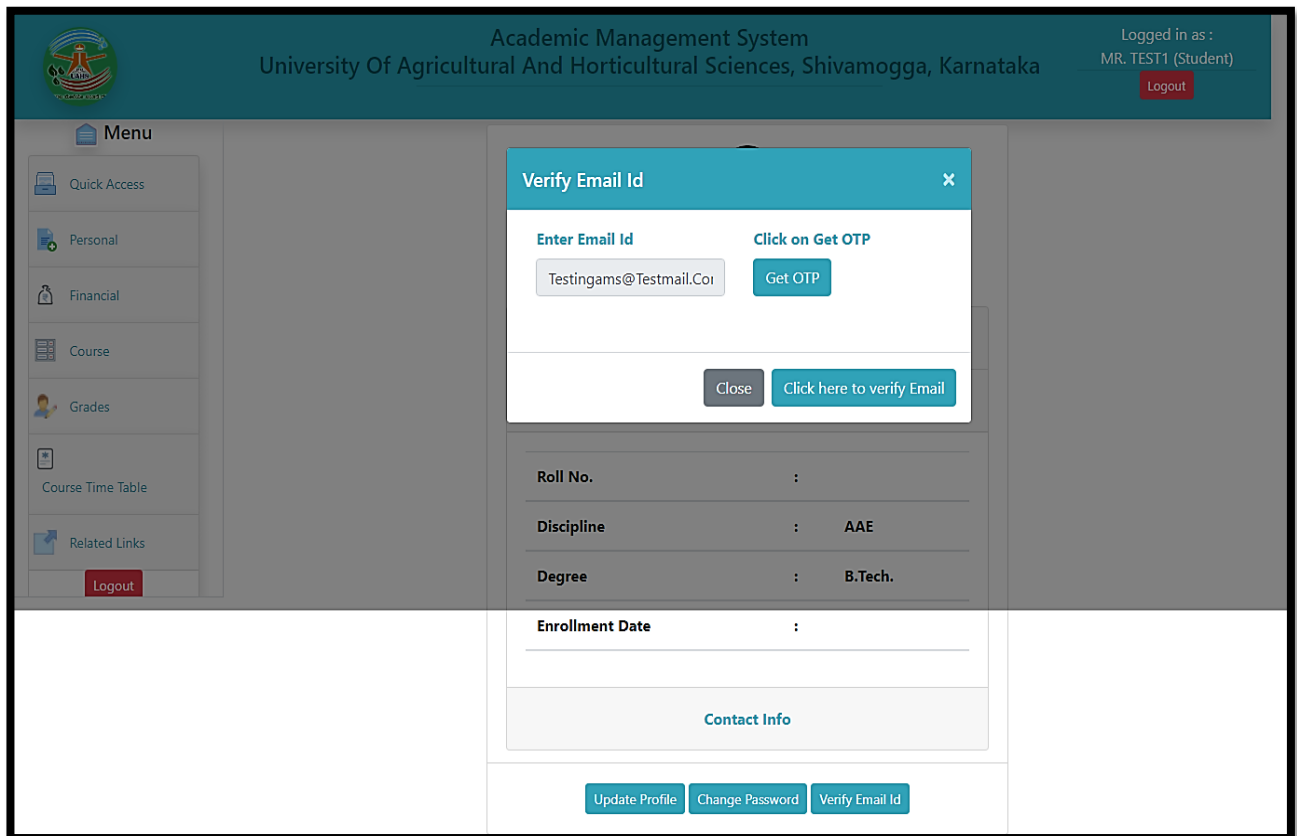 Academic Management System
University Of Agricultural And Horticultural Sciences, Shivamogga, Karnataka
Logged in as :
MR. TEST1 (Student)
Logout
UAHS
Menu
Quick Access
Personal
Financial
Course
Grades
Course Time Table
Related Links
Logout
Verify Email Id
×
Enter Email Id
Click on Get OTP
Testingams@Testmail.Co
Get OTP
Close
Click here to verify Email
Roll No. :
Discipline : AAE
Degree : B.Tech.
Enrollment Date :
Contact Info
Update Profile
Change Password
Verify Email Id